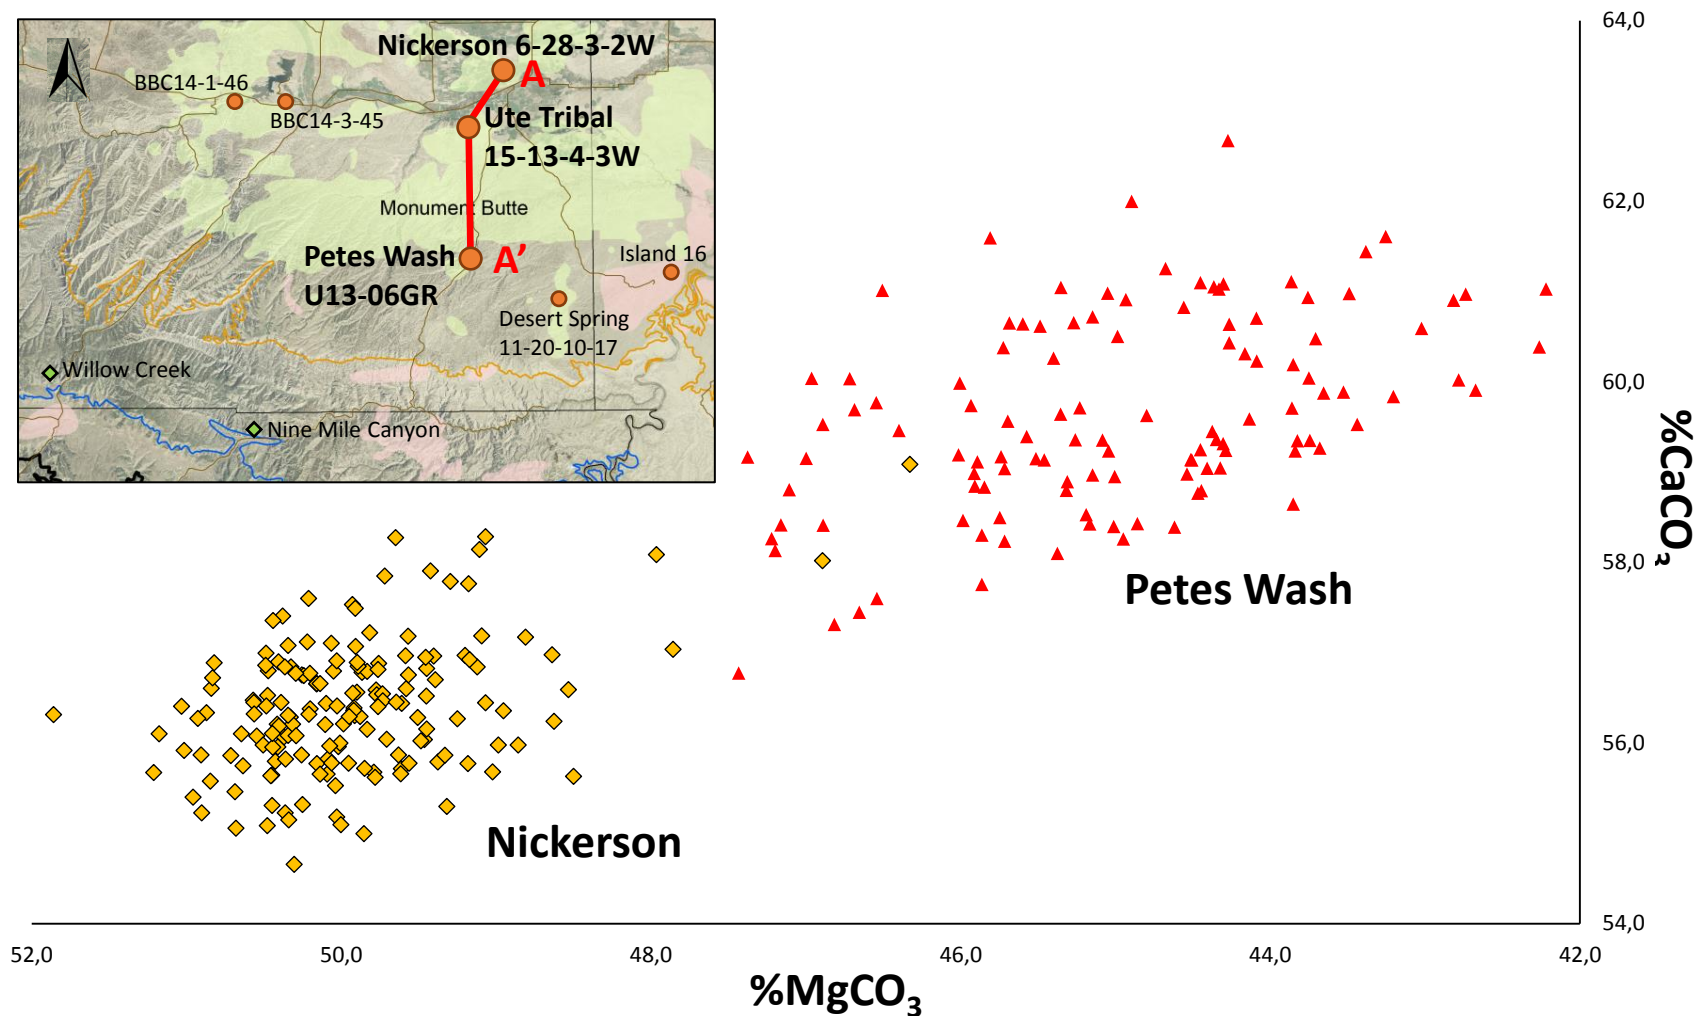 Nickerson 6-28-3-2W
A
BBC14-1-46
BBC14-3-45
Ute Tribal
15-13-4-3W
Monument Butte
Petes Wash
U13-06GR
A’
Island 16
Desert Spring
11-20-10-17
Willow Creek
Nine Mile Canyon
64,0
62,0
60,0
58,0
56,0
54,0
%CaCO3
Petes Wash
Nickerson
52,0
50,0
48,0
46,0
44,0
42,0
%MgCO3